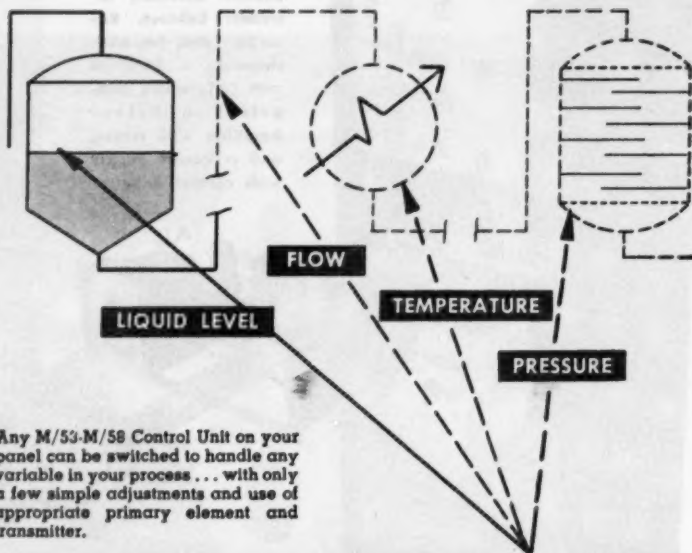 FLOW
LIQUID LEVEL
TEMPERATURE
PRESSURE
Any M/53-M/58 Control Unit on your
panel can be switched to handle any
variable in your process . . . with only
a few simple adjustments and use of
appropriate primary element and
transmitter.